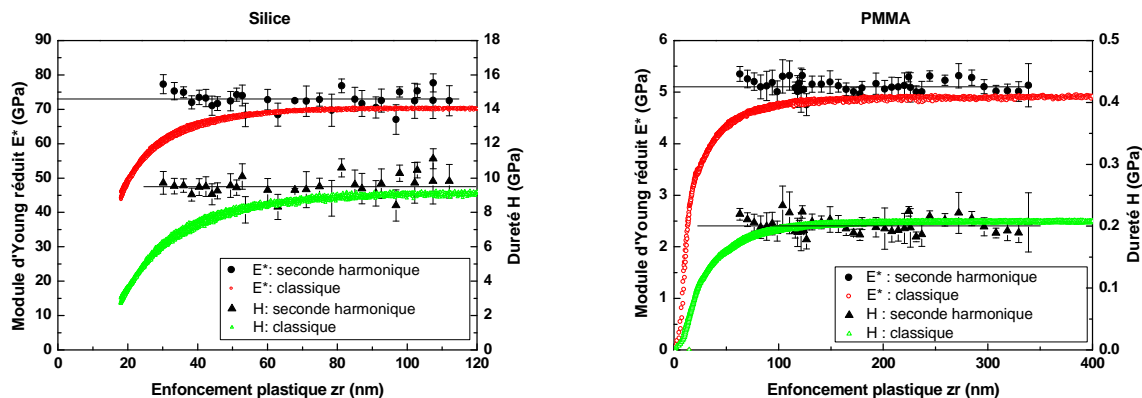 Silice
90
80
70
60
50
40
30
20
10
0
0 20 40 60 80 100 120
18
16
14
12
10
8
6
4
2
0
Module d'Young réduit E* (GPa)
Dureté H (GPa)
Enfoncement plastique zr (nm)
E*: seconde harmonique
E*: classique
H: seconde harmonique
H: classique
PMMA
6
5
4
3
2
1
0
0 100 200 300 400
0.5
0.4
0.3
0.2
0.1
0.0
Module d'Young réduit E* (GPa)
Dureté H (GPa)
Enfoncement plastique zr (nm)
E* : seconde harmonique
E* : classique
H : seconde harmonique
H : classique